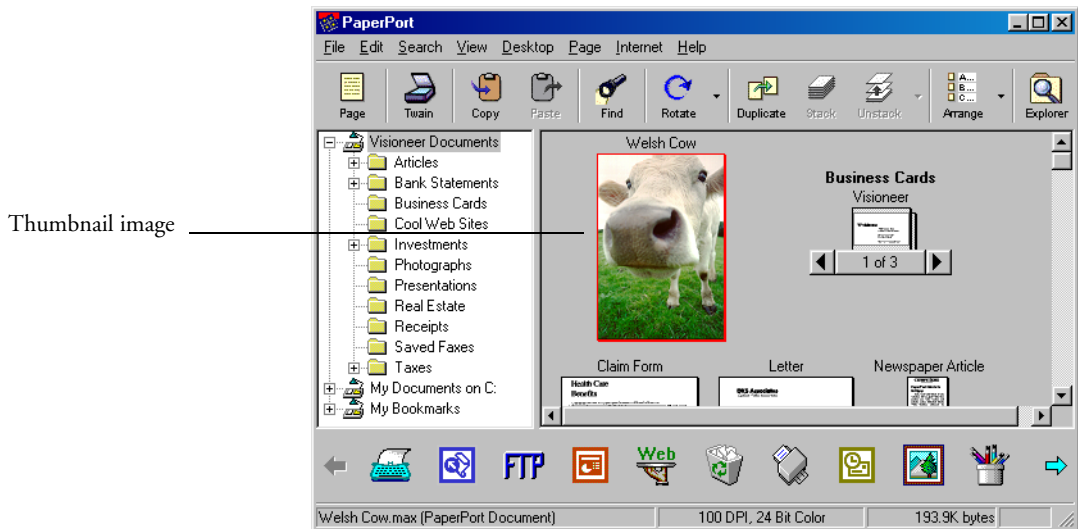 PaperPort
File Edit Search View Desktop Page Internet Help
Page Twain Copy Paste Find Rotate Duplicate Stack Unstack A... B... C... Arrange Explorer
Thumbnail image
Visioneer Documents
Articles
Bank Statements
Business Cards
Cool Web Sites
Investments
Photographs
Presentations
Real Estate
Receipts
Saved Faxes
Taxes
My Documents on C:
My Bookmarks
Welsh Cow
Business Cards
Visioneer
1 of 3
Claim Form
Letter
Newspaper Article
Health Care
Benefits
FTP
Web
Welsh Cow.max (PaperPort Document)
100 DPI, 24 Bit Color
193.9K bytes